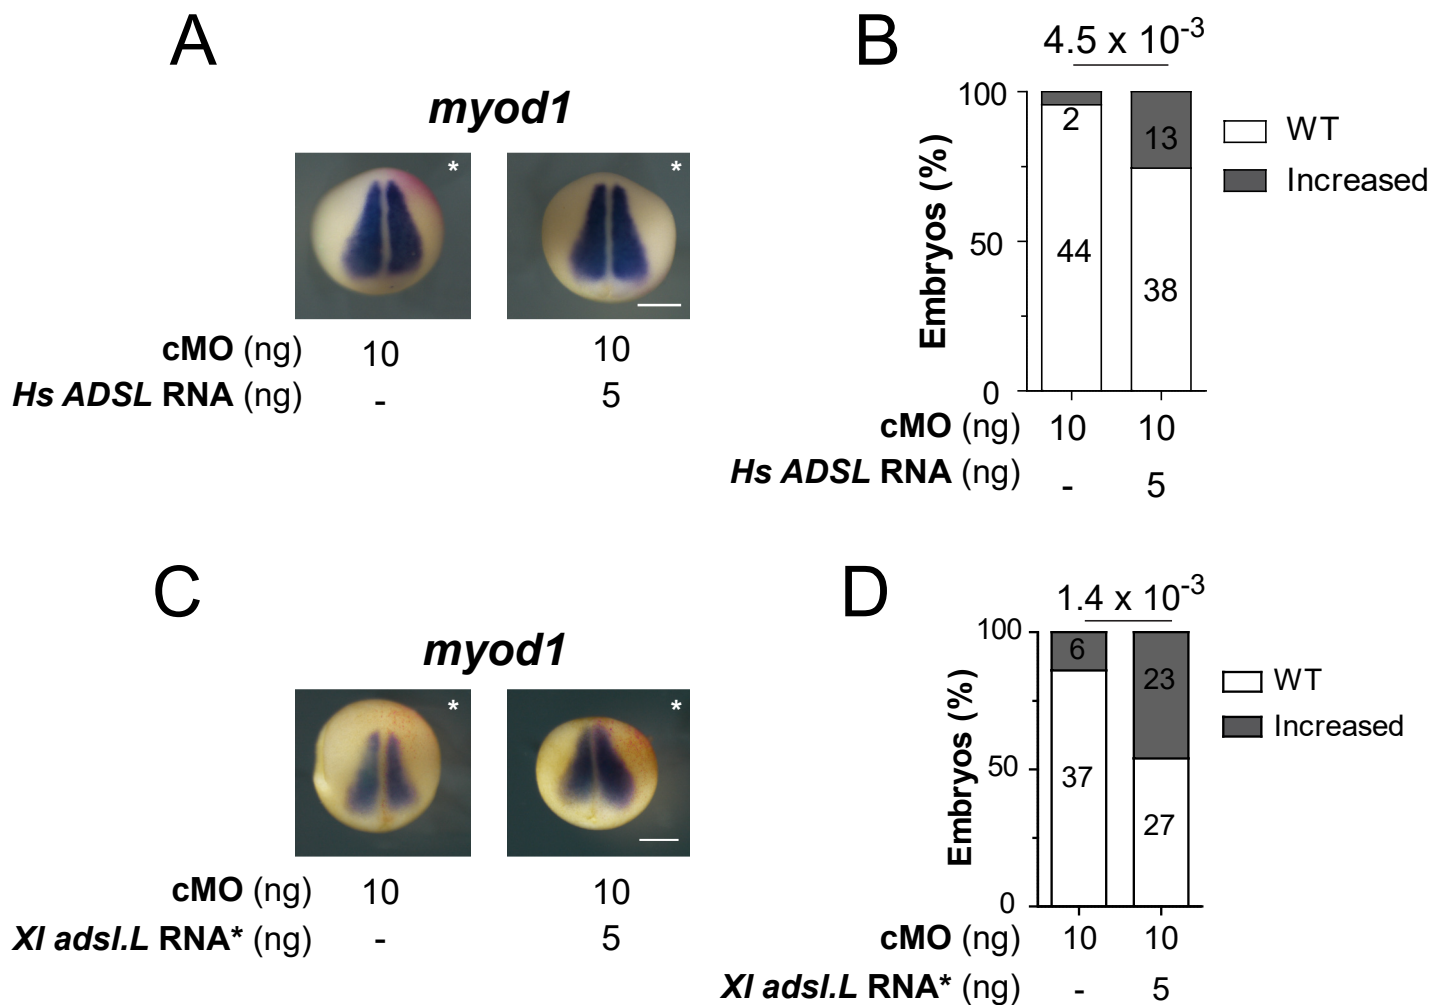 A
myod1
*
*
cMO (ng) 10 10
Hs ADSL RNA (ng) - 5
B
4.5 x 10-3
100
50
0
Embryos (%)
2
44
13
38
WT
Increased
cMO (ng) 10 10
Hs ADSL RNA (ng) - 5
C
myod1
*
*
cMO (ng) 10 10
Xl adsl.L RNA* (ng) - 5
D
1.4 x 10-3
100
50
0
Embryos (%)
6
37
23
27
WT
Increased
cMO (ng) 10 10
Xl adsl.L RNA* (ng) - 5